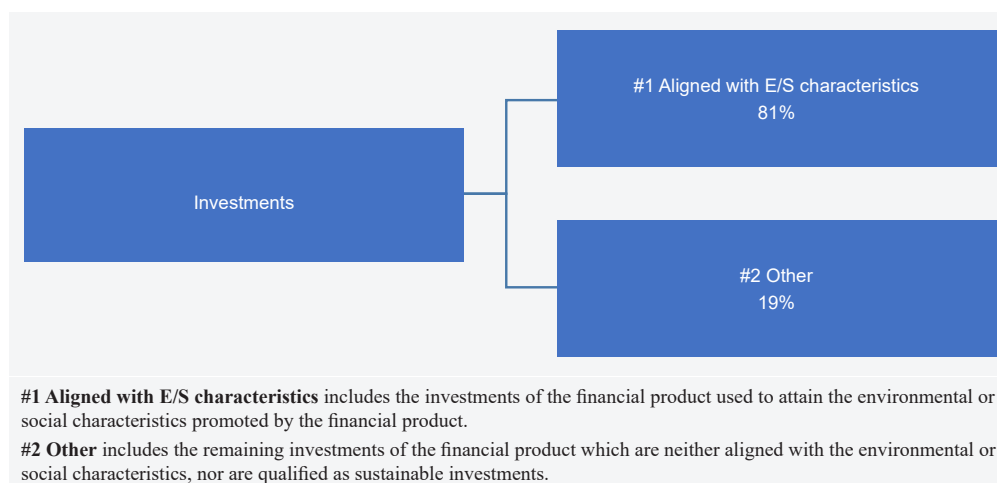 #1 Aligned with E/S characteristics
81%
Investments
#2 Other
19%
#1 Aligned with E/S characteristics includes the investments of the financial product used to attain the environmental or
social characteristics promoted by the financial product.
#2 Other includes the remaining investments of the financial product which are neither aligned with the environmental or
social characteristics, nor are qualified as sustainable investments.